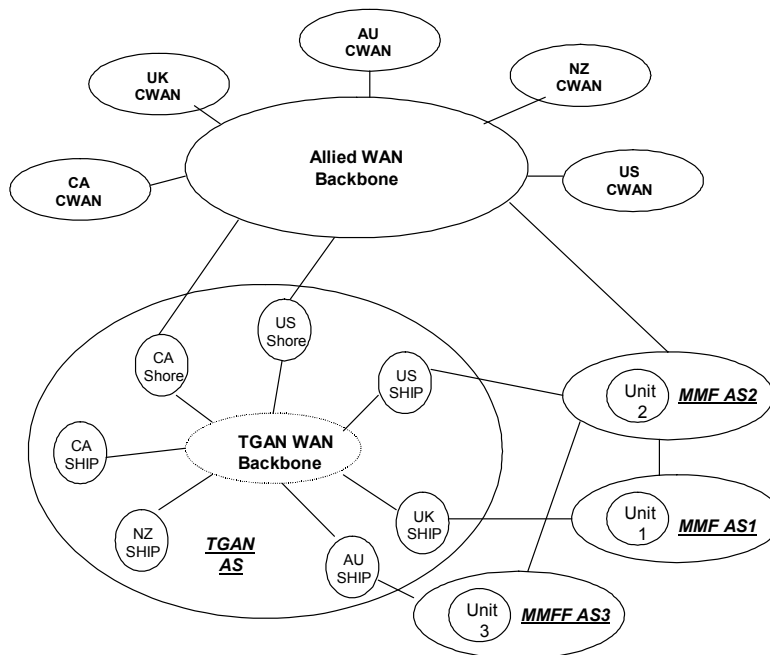 AU
CWAN
UK
CWAN
NZ
CWAN
Allied WAN
Backbone
CA
CWAN
US
CWAN
US
Shore
CA
Shore
US
SHIP
Unit
2
MMF AS2
TGAN WAN
Backbone
CA
SHIP
NZ
SHIP
TGAN
AS
UK
SHIP
Unit
1
MMF AS1
AU
SHIP
Unit
3
MMFF AS3